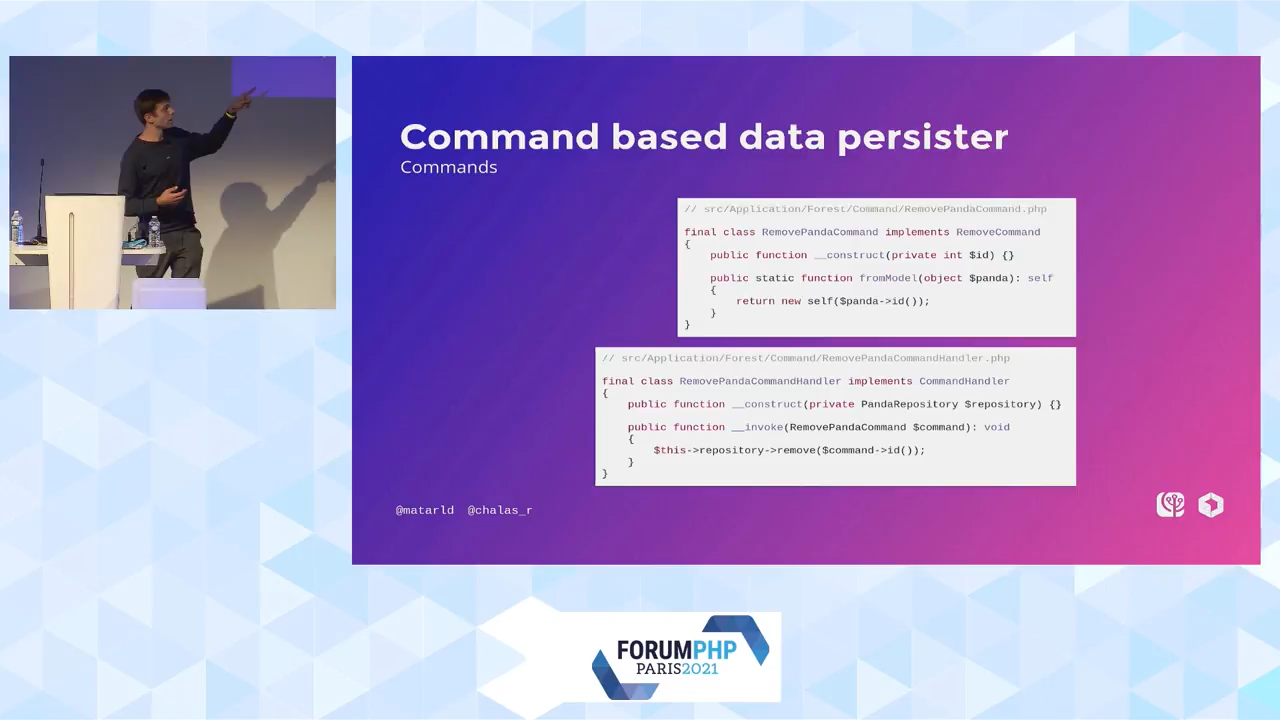 Command based data persister
Commands
// src/Application/Forest/Command/RemovePandaCommand.php
final class RemovePandaCommand implements RemoveCommand
{
    public function __construct(private int $id) {}
    public static function fromModel(object $panda): self
    {
        return new self($panda->id());
    }
}
// src/Application/Forest/Command/RemovePandaCommandHandler.php
final class RemovePandaCommandHandler implements CommandHandler
{
    public function __construct(private PandaRepository $repository) {}
    public function __invoke(RemovePandaCommand $command): void
    {
        $this->repository->remove($command->id());
    }
}
@matarld @chalas_r
FORUMPHP
PARIS2021